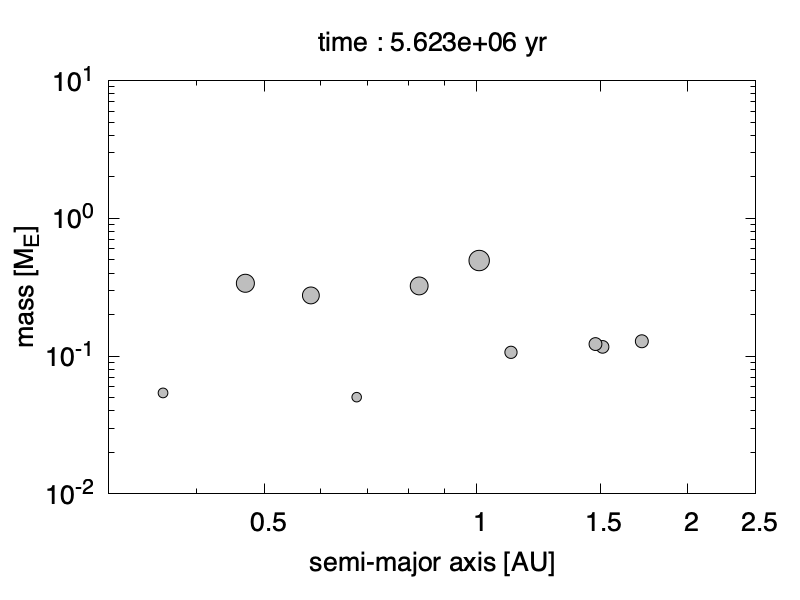 time : 5.623e+06 yr
10^1
10^0
10^-1
10^-2
mass [M_E]
0.5 1 1.5 2 2.5
semi-major axis [AU]